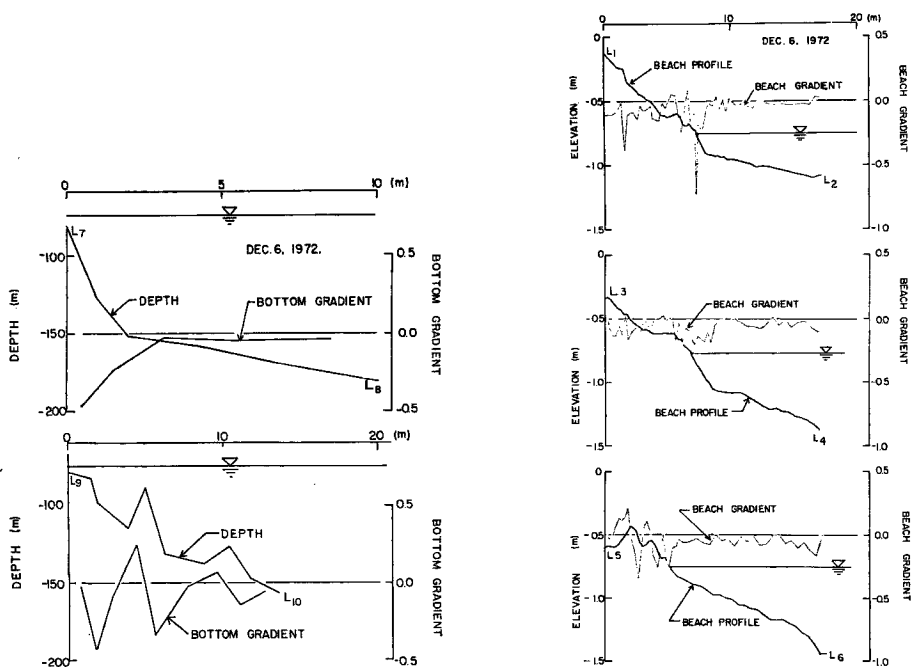 0 5 10 (m)
L7
DEC. 6, 1972.
-100
-150
-200
DEPTH (m)
DEPTH
BOTTOM GRADIENT
L8
0.5
0.0
-0.5
BOTTOM GRADIENT
0 10 20 (m)
L9
-100
-150
-200
DEPTH (m)
DEPTH
BOTTOM GRADIENT
L10
0.5
0.0
-0.5
BOTTOM GRADIENT
0 10 20 (m)
DEC. 6, 1972
L1
BEACH PROFILE
BEACH GRADIENT
L2
0
-05
-1.0
-1.5
ELEVATION (m)
0.5
0.0
-0.5
-1.0
BEACH GRADIENT
L3
BEACH GRADIENT
BEACH PROFILE
L4
0
-05
-1.0
-1.5
ELEVATION (m)
0.5
0.0
-0.5
-1.0
BEACH GRADIENT
L5
BEACH GRADIENT
BEACH PROFILE
L6
0
-05
-1.0
-1.5
ELEVATION (m)
0.5
0.0
-0.5
-1.0
BEACH GRADIENT